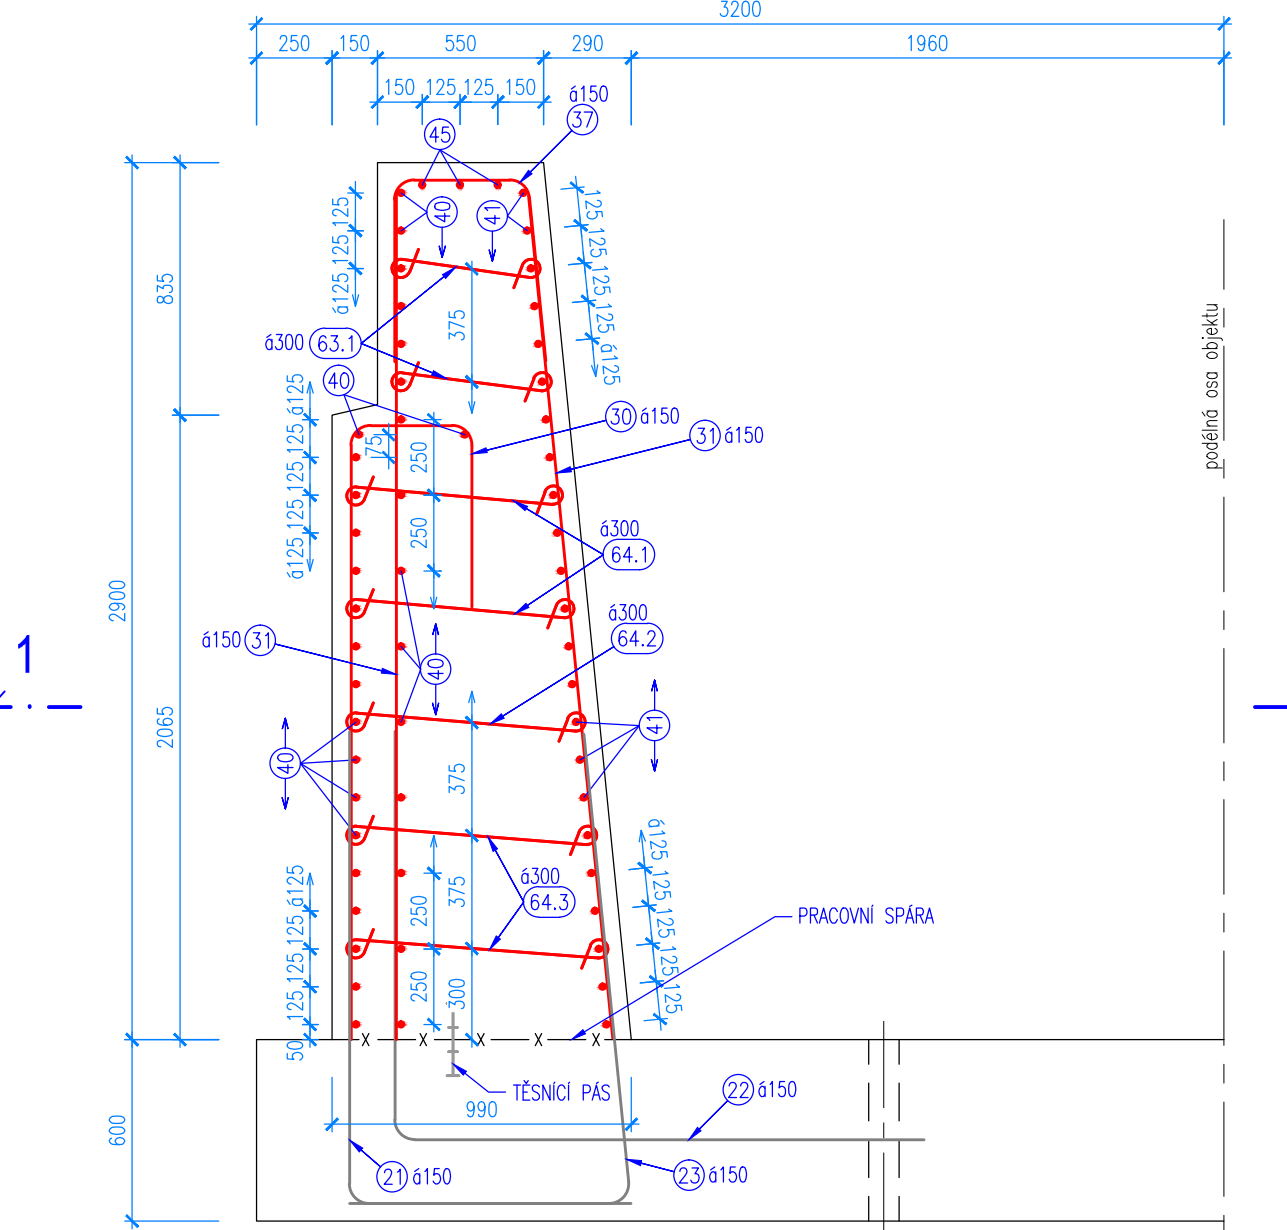 3200
250 150 550 290 1960
150 125 125 150
á150
37
45
40 41
125 125 á125
125 125 125 125 á125
835
375
á300 63.1
40
podélná osa objektu
30 á150
31 á150
á125 125 125 125 á125
75
250
250
á300
64.1
2900
á300
64.2
1
á150 31
40
2065
41
40
375
á125 125 125 125 125
á300
64.3
375
250
á125 125 125 50
PRACOVNÍ SPÁRA
250
300
X X X X X
TĚSNÍCÍ PÁS
990
22 á150
600
21 á150
23 á150